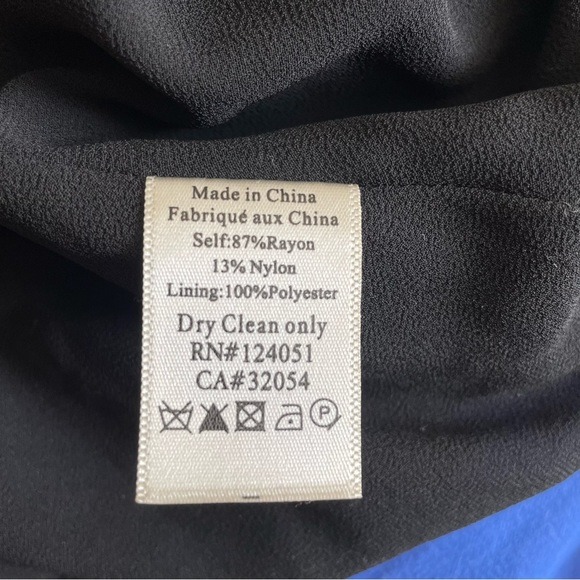 Made in China
Fabriqué aux China
Self:87%Rayon
13% Nylon
Lining:100%Polyester
Dry Clean only
RN#124051
CA#32054
P